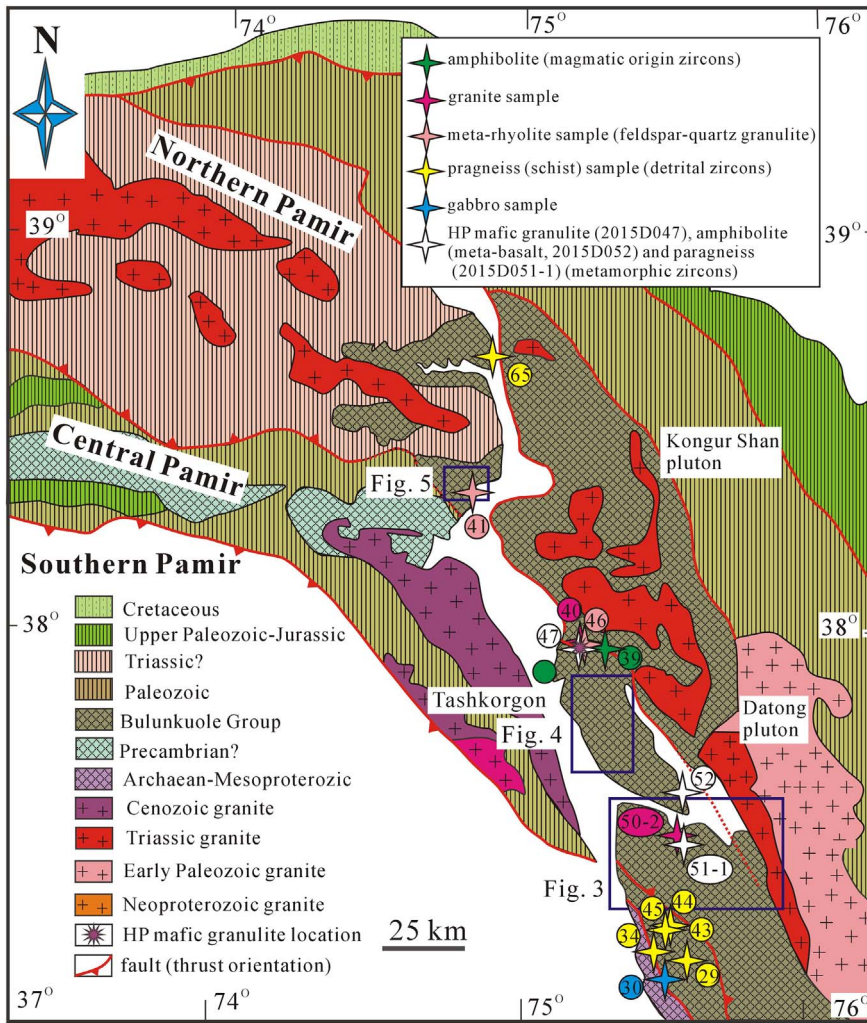 74°
75°
76°
N
amphibolite (magmatic origin zircons)
granite sample
meta-rhyolite sample (feldspar-quartz granulite)
pragneiss (schist) sample (detrital zircons)
gabbro sample
HP mafic granulite (2015D047), amphibolite
(meta-basalt, 2015D052) and paragneiss
(2015D051-1) (metamorphic zircons)
Northern Pamir
39°
39°
65
Central Pamir
Kongur Shan
pluton
Fig. 5
41
Southern Pamir
Cretaceous
Upper Paleozoic-Jurassic
Triassic?
Paleozoic
Bulunkuole Group
Precambrian?
Archaean-Mesoproterozic
Cenozoic granite
Triassic granite
Early Paleozoic granite
Neoproterozoic granite
HP mafic granulite location
fault (thrust orientation)
38°
38°
40
46
47
39
Tashkorgon
Fig. 4
Datong
pluton
52
50-2
51-1
Fig. 3
25 km
44
45
43
34
29
30
37°
74°
75°
76°